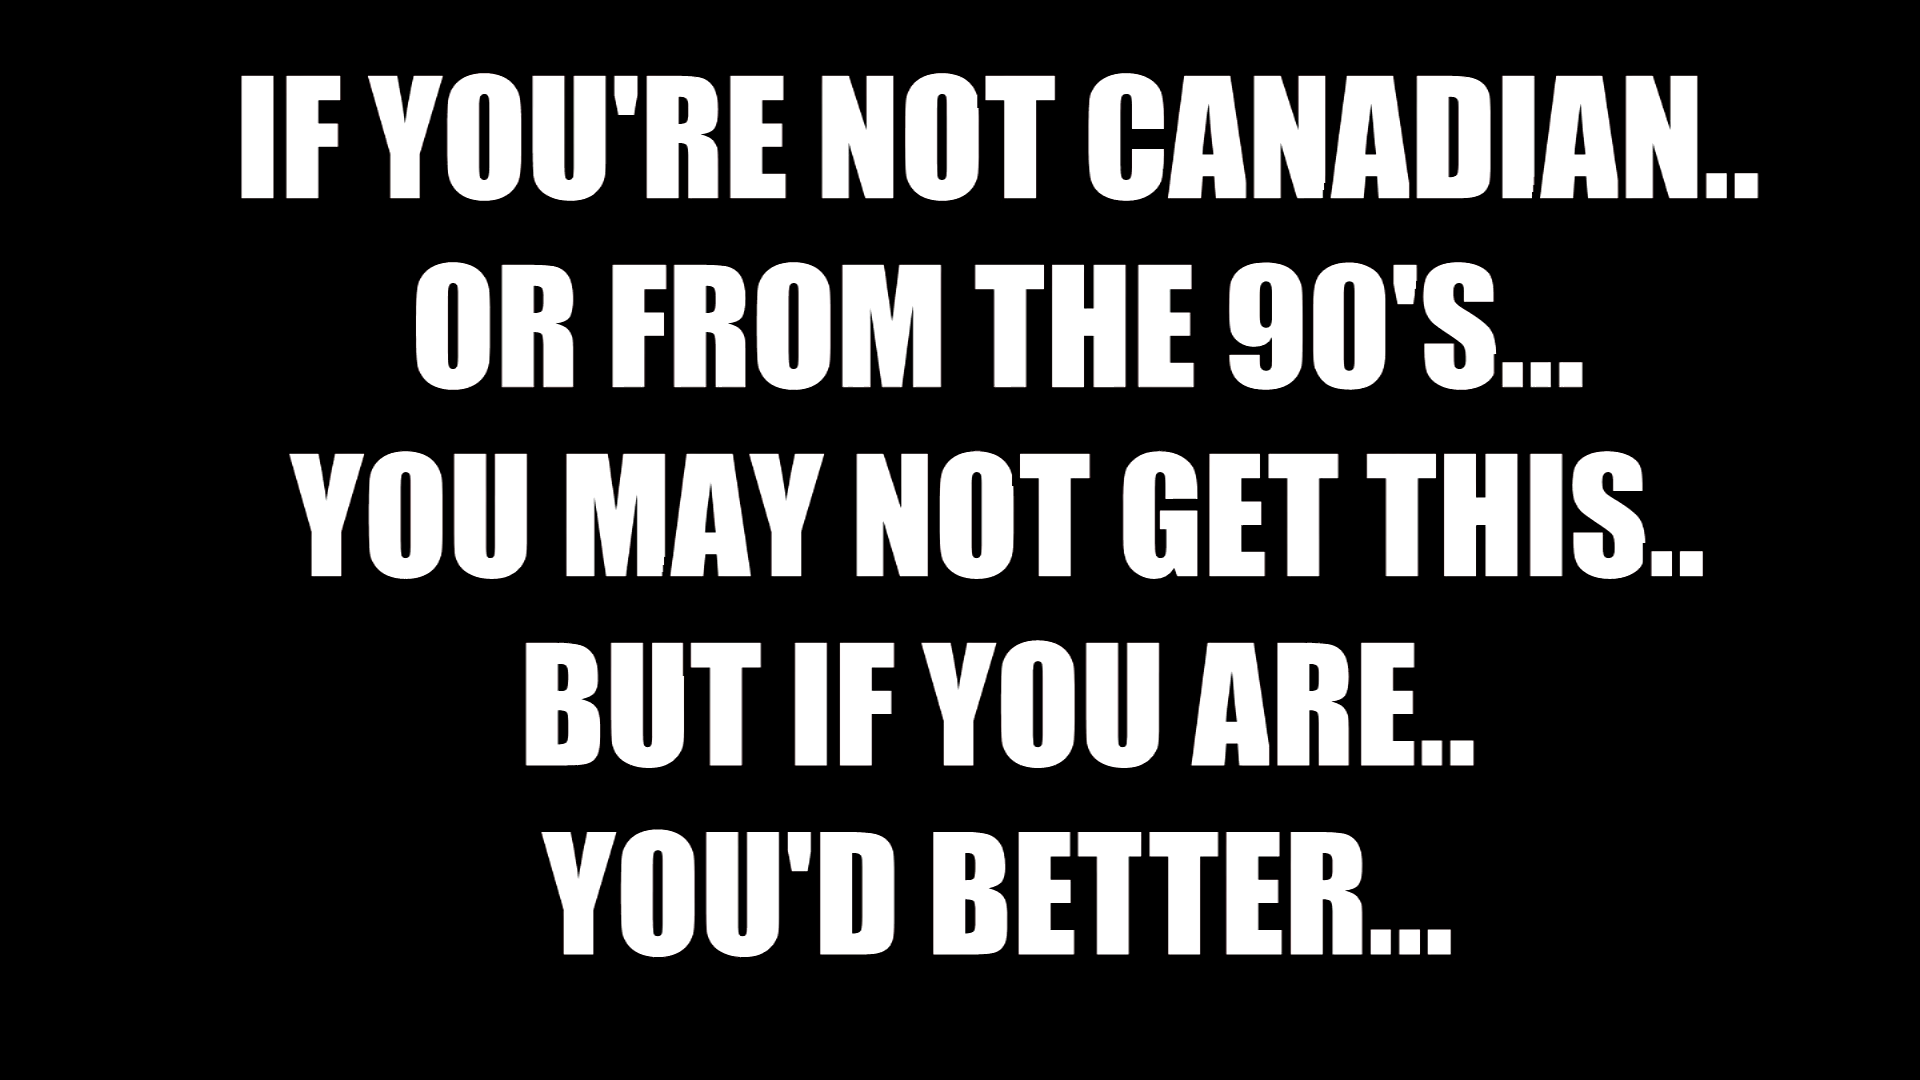 IF YOU'RE NOT CANADIAN..
OR FROM THE 90'S...
YOU MAY NOT GET THIS..
BUT IF YOU ARE..
YOU'D BETTER...